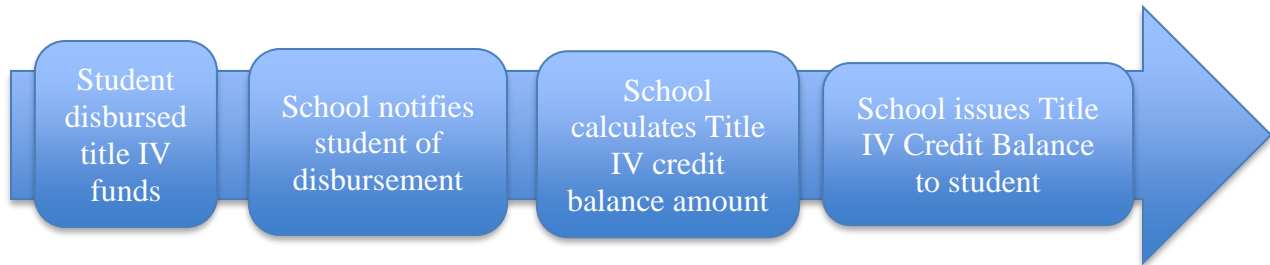 Student
disbursed
title IV
funds
School notifies
student of
disbursement
School
calculates Title
IV credit
balance amount
School issues Title
IV Credit Balance
to student